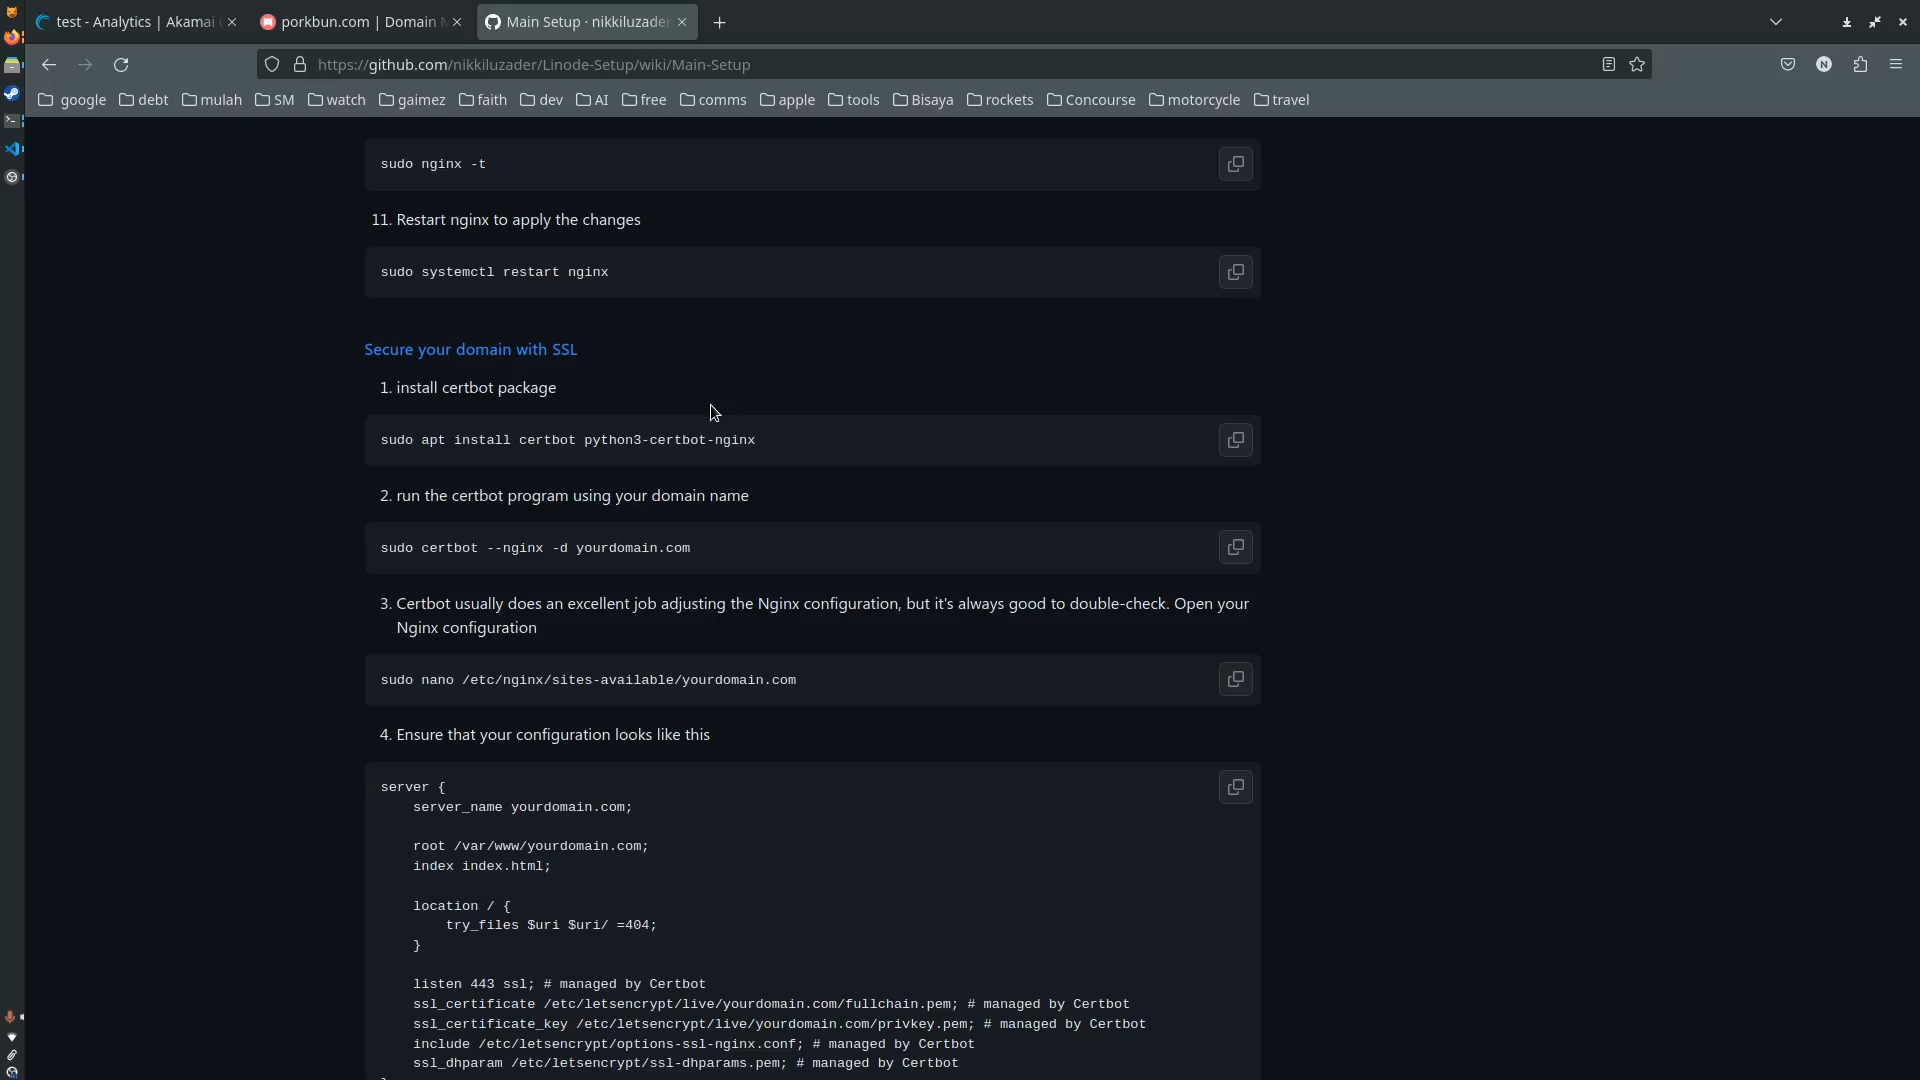 test - Analytics | Akamai
porkbun.com | Domain
Main Setup · nikkiluzader
https://github.com/nikkiluzader/Linode-Setup/wiki/Main-Setup
N
google debt mulah SM watch gaimez faith dev AI free comms apple tools Bisaya rockets Concourse motorcycle travel
sudo nginx -t
11. Restart nginx to apply the changes
sudo systemctl restart nginx
Secure your domain with SSL
1. install certbot package
sudo apt install certbot python3-certbot-nginx
2. run the certbot program using your domain name
sudo certbot --nginx -d yourdomain.com
3. Certbot usually does an excellent job adjusting the Nginx configuration, but it's always good to double-check. Open your
Nginx configuration
sudo nano /etc/nginx/sites-available/yourdomain.com
4. Ensure that your configuration looks like this
server {
    server_name yourdomain.com;
    root /var/www/yourdomain.com;
    index index.html;
    location / {
        try_files $uri $uri/ =404;
    }
    listen 443 ssl; # managed by Certbot
    ssl_certificate /etc/letsencrypt/live/yourdomain.com/fullchain.pem; # managed by Certbot
    ssl_certificate_key /etc/letsencrypt/live/yourdomain.com/privkey.pem; # managed by Certbot
    include /etc/letsencrypt/options-ssl-nginx.conf; # managed by Certbot
    ssl_dhparam /etc/letsencrypt/ssl-dhparams.pem; # managed by Certbot